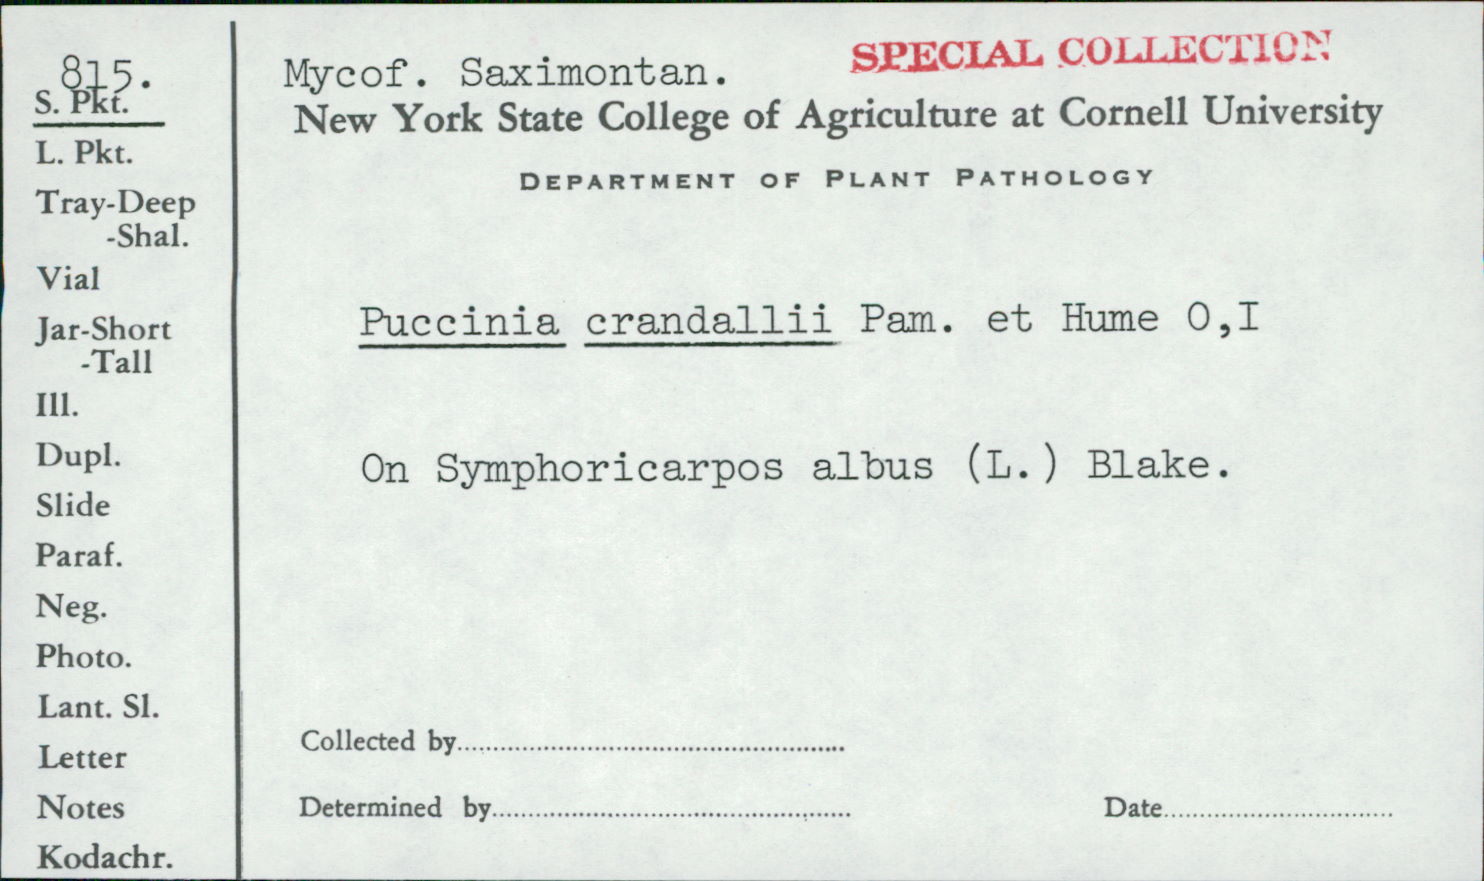 815.
S. Pkt.
L. Pkt.
Tray-Deep
-Shal.
Vial
Jar-Short
-Tall
Ill.
Dupl.
Slide
Paraf.
Neg.
Photo.
Lant. Sl.
Letter
Notes
Kodachr.
SPECIAL COLLECTION
Mycof. Saximontan.
New York State College of Agriculture at Cornell University
DEPARTMENT OF PLANT PATHOLOGY
Puccinia crandallii Pam. et Hume O,I
On Symphoricarpos albus (L.) Blake.
Collected by
Determined by
Date